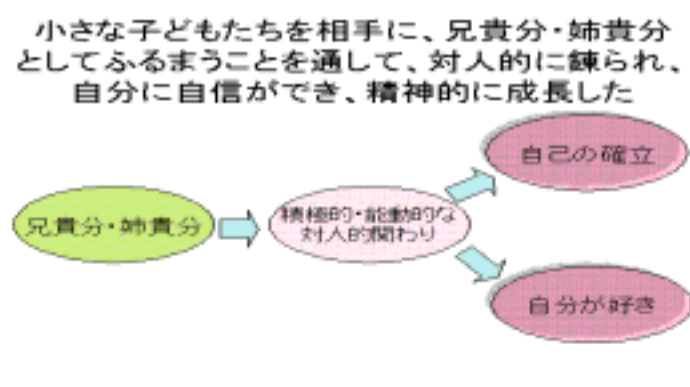 小さな子どもたちを相手に、兄貴分・姉貴分
としてふるまうことを通して、対人的に錬られ、
自分に自信ができ、精神的に成長した
自己の確立
兄貴分・姉貴分
積極的・能動的な
対人的関わり
自分が好き